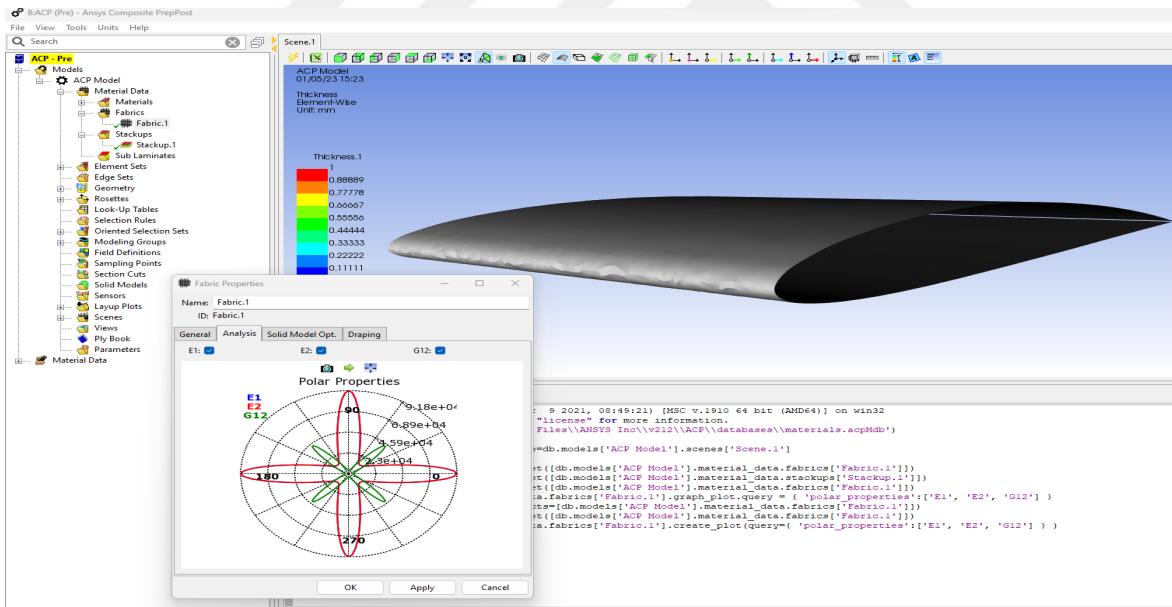 B:ACP (Pre) - Ansys Composite PrepPost
File View Tools Units Help
Search
ACP - Pre
Models
ACP Model
Material Data
Materials
Fabrics
Fabric.1
Stackups
Stackup.1
Sub Laminates
Element Sets
Edge Sets
Geometry
Rosettes
Look-Up Tables
Selection Rules
Oriented Selection Sets
Modeling Groups
Field Definitions
Sampling Points
Section Cuts
Solid Models
Sensors
Layup Plots
Scenes
Views
Ply Book
Parameters
Material Data
Scene.1
ACP Model
01/05/23 15:23
Thickness
Element-Wise
Unit: mm
Thickness.1
1
0.88889
0.77778
0.66667
0.55556
0.44444
0.33333
0.22222
0.11111
Fabric Properties
Name: Fabric.1
ID: Fabric.1
General Analysis Solid Model Opt. Draping
E1: E2: G12:
Polar Properties
E1
E2
G12
90
9.18e+04
6.89e+04
4.59e+04
2.3e+04
180
0
270
OK Apply Cancel
9 2021, 08:49:21) [MSC v.1910 64 bit (AMD64)] on win32
"license" for more information.
Files\\ANSYS Inc\\v212\\ACP\\databases\\materials.acpMdb')
=db.models['ACP Model'].scenes['Scene.1']
et([db.models['ACP Model'].material_data.fabrics['Fabric.1']])
et([db.models['ACP Model'].material_data.stackups['Stackup.1']])
et([db.models['ACP Model'].material_data.fabrics['Fabric.1']])
a.fabrics['Fabric.1'].graph_plot.query = { 'polar_properties':['E1', 'E2', 'G12'] }
cts=[db.models['ACP Model'].material_data.fabrics['Fabric.1']])
et([db.models['ACP Model'].material_data.fabrics['Fabric.1']])
a.fabrics['Fabric.1'].create_plot(query={ 'polar_properties':['E1', 'E2', 'G12'] } )